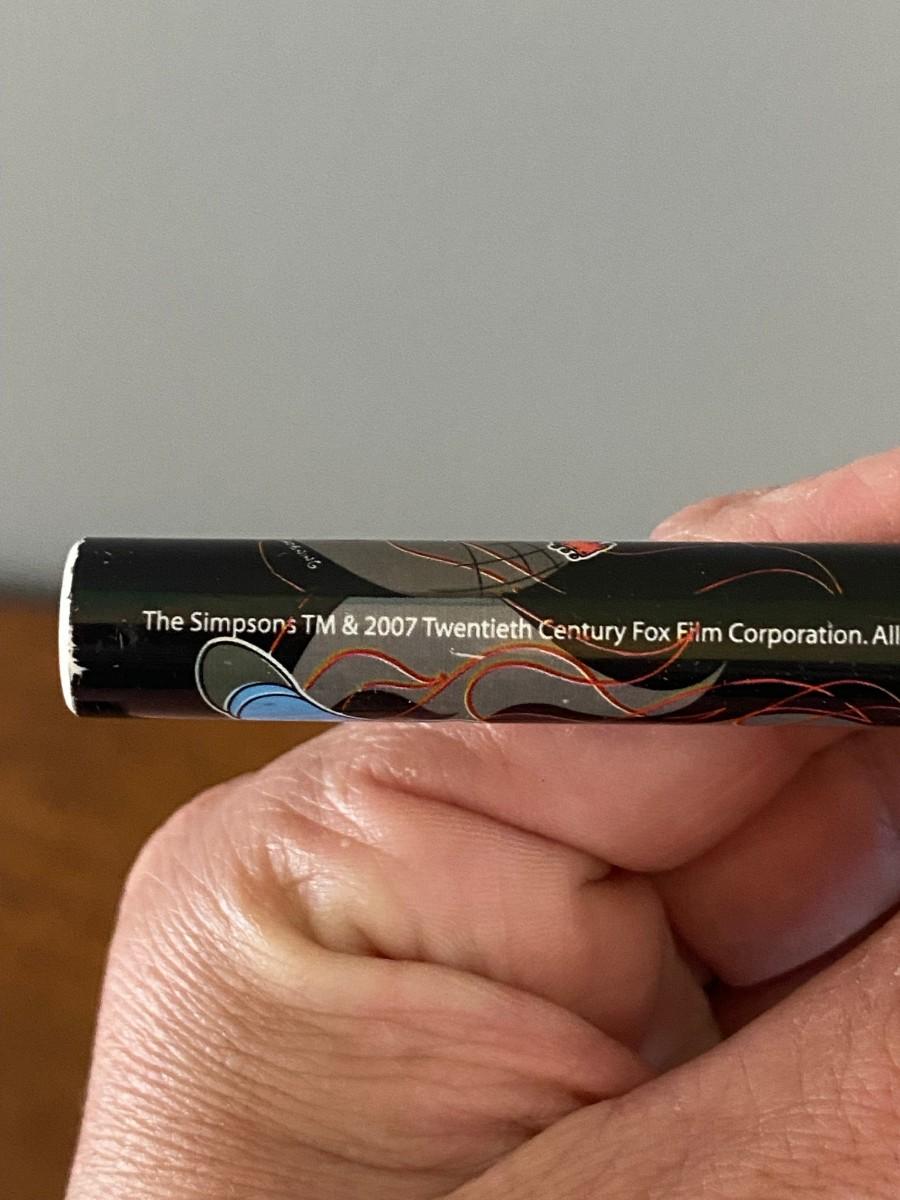 The Simpsons TM & 2007 Twentieth Century Fox Film Corporation. All